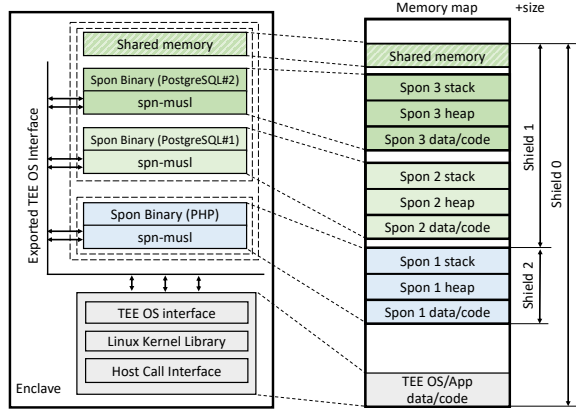 Exported TEE OS Interface
Shared memory
Spon Binary (PostgreSQL#2)
spn-musl
Spon Binary (PostgreSQL#1)
spn-musl
Spon Binary (PHP)
spn-musl
TEE OS interface
Linux Kernel Library
Host Call Interface
Enclave
Memory map
+size
Shared memory
Spon 3 stack
Spon 3 heap
Spon 3 data/code
Spon 2 stack
Spon 2 heap
Spon 2 data/code
Spon 1 stack
Spon 1 heap
Spon 1 data/code
TEE OS/App
data/code
Shield 1
Shield 2
Shield 0